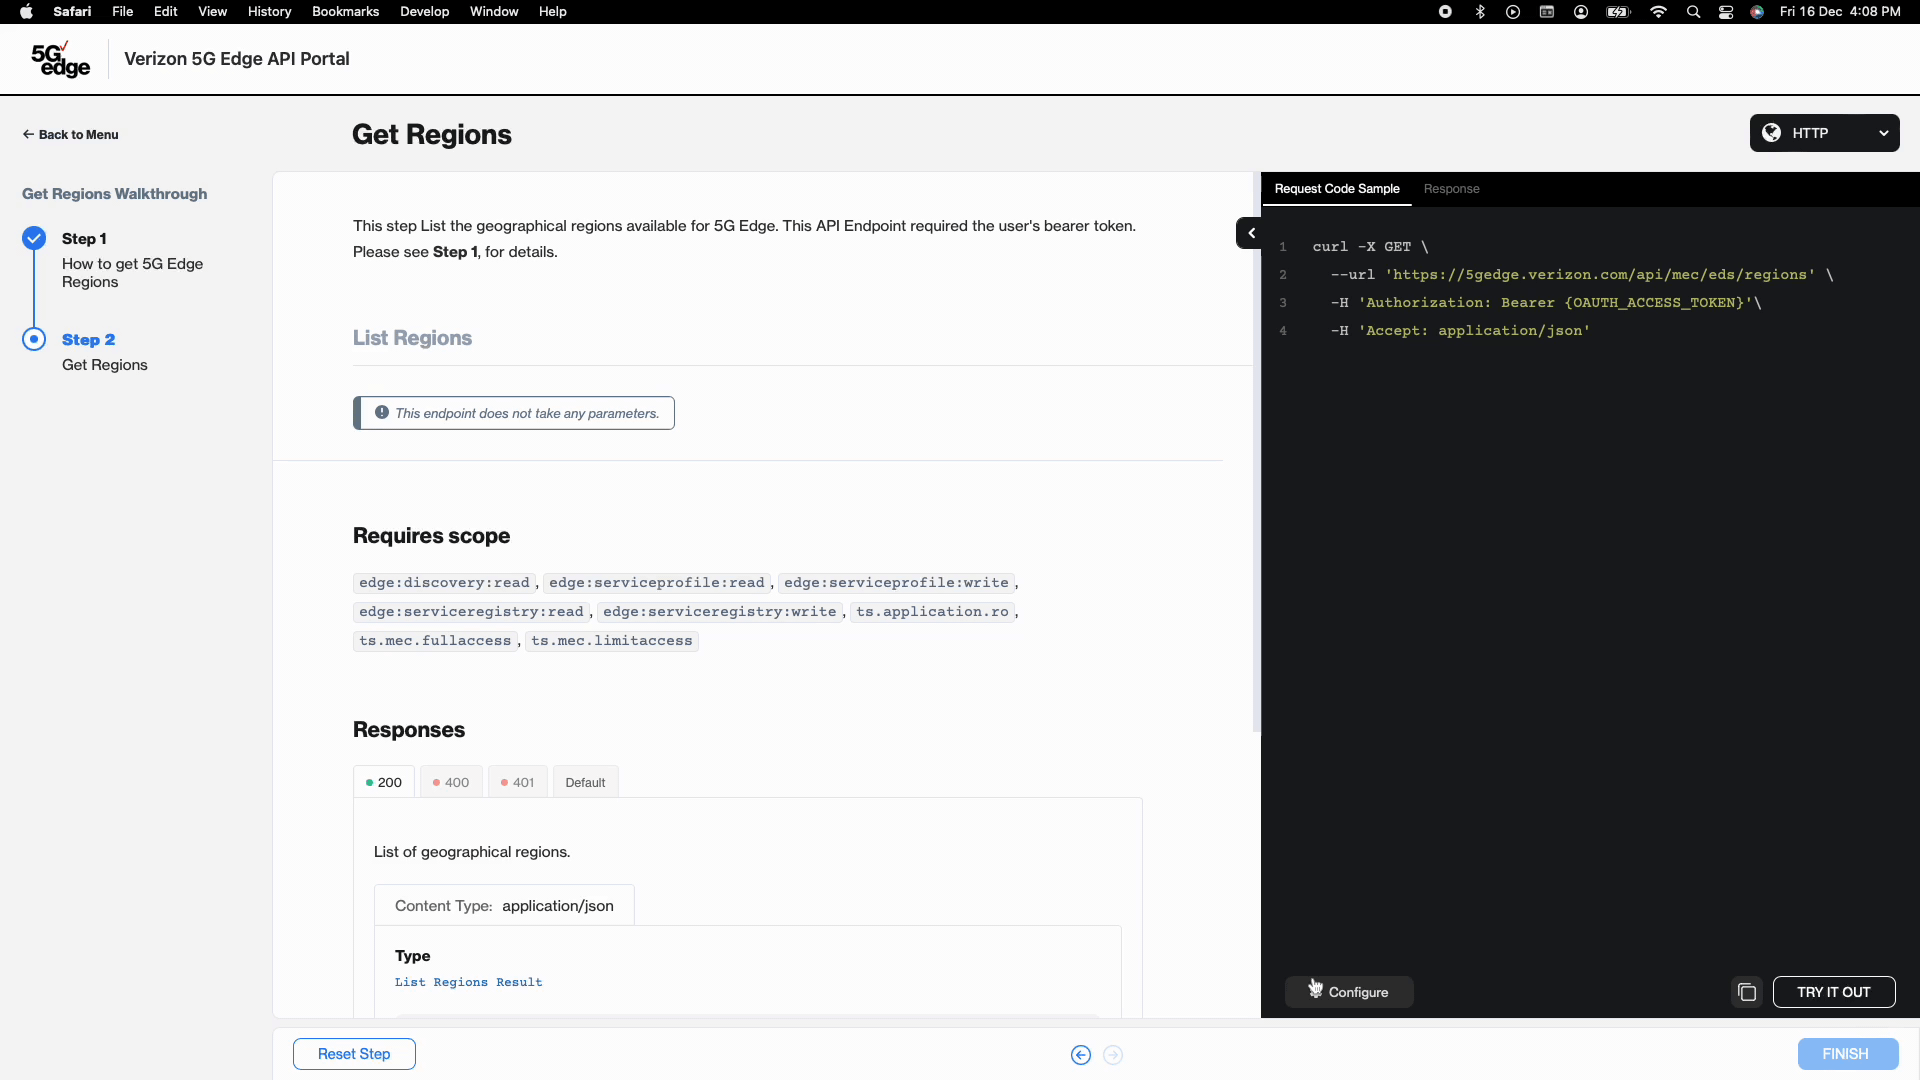 Safari File Edit View History Bookmarks Develop Window Help Fri 16 Dec 4:08 PM
5G edge Verizon 5G Edge API Portal
← Back to Menu
Get Regions
HTTP
Get Regions Walkthrough
Step 1
How to get 5G Edge
Regions
Step 2
Get Regions
This step List the geographical regions available for 5G Edge. This API Endpoint required the user's bearer token.
Please see Step 1, for details.
List Regions
This endpoint does not take any parameters.
Requires scope
edge:discovery:read , edge:serviceprofile:read , edge:serviceprofile:write ,
edge:serviceregistry:read , edge:serviceregistry:write , ts.application.ro ,
ts.mec.fullaccess , ts.mec.limitaccess
Responses
200 400 401 Default
List of geographical regions.
Content Type: application/json
Type
List Regions Result
Request Code Sample Response
1 curl -X GET \
2 --url 'https://5gedge.verizon.com/api/mec/eds/regions' \
3 -H 'Authorization: Bearer {OAUTH_ACCESS_TOKEN}'\
4 -H 'Accept: application/json'
Configure TRY IT OUT
Reset Step FINISH